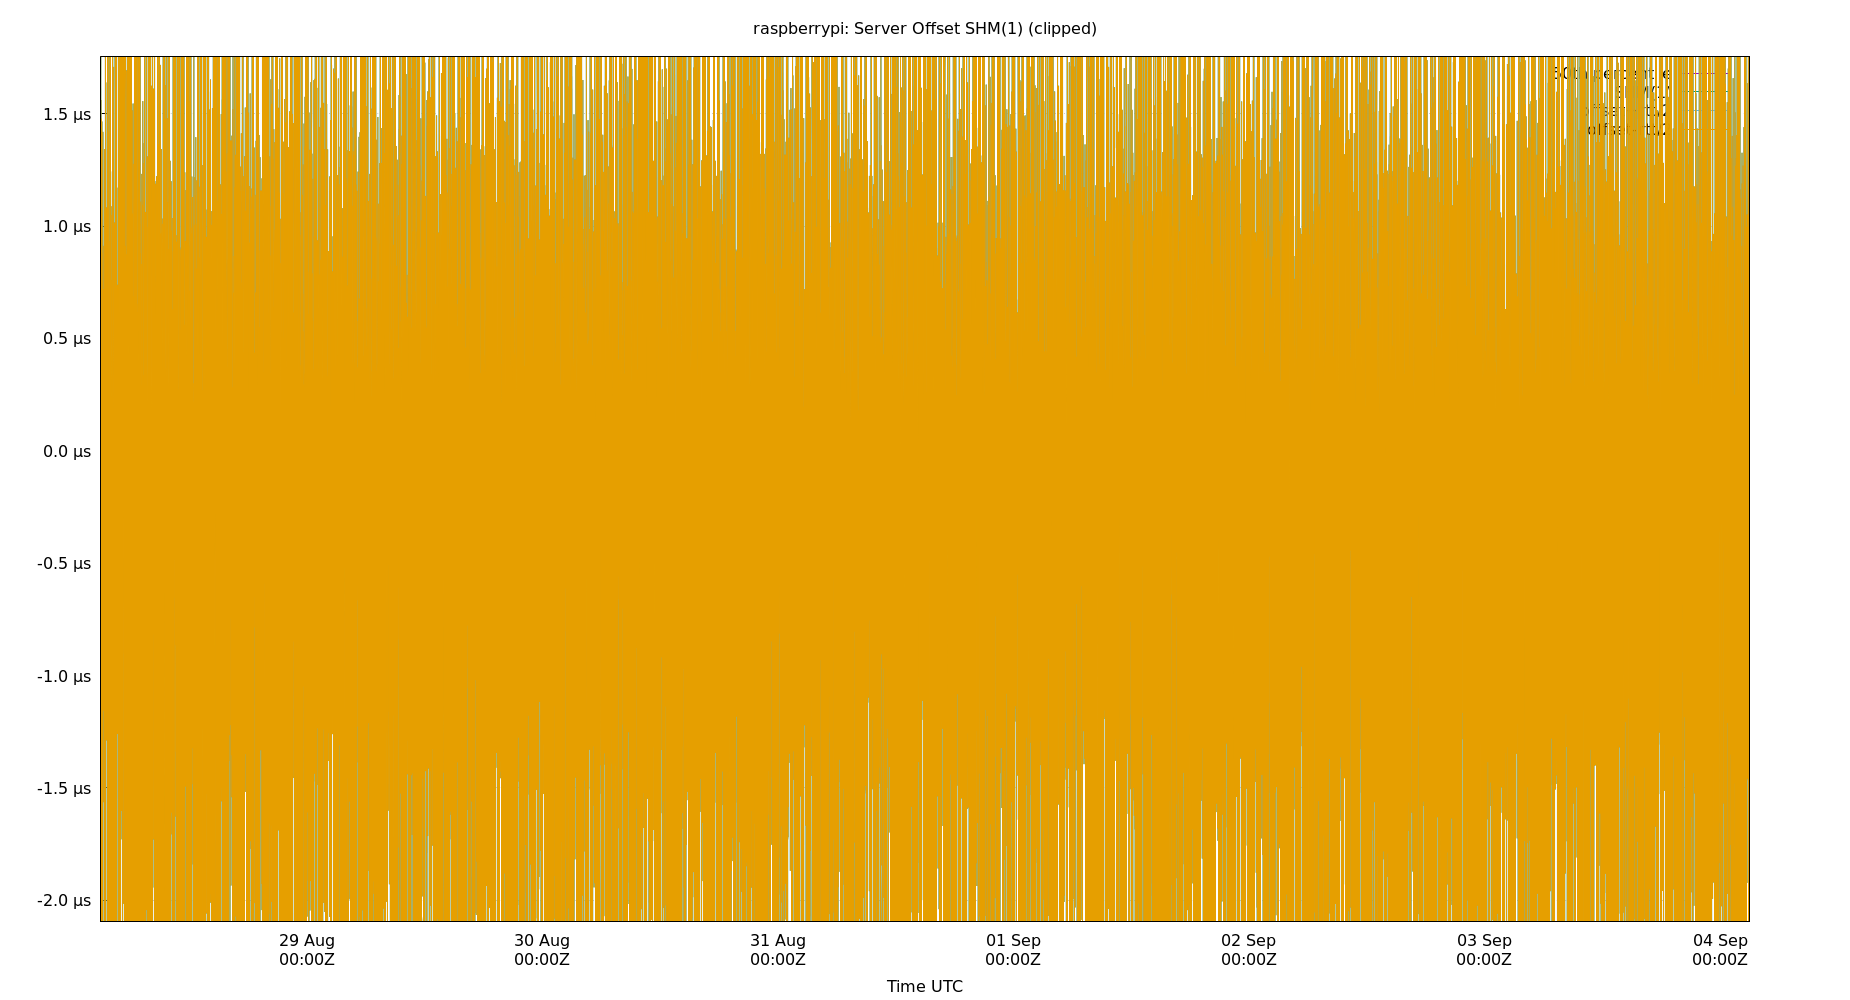 raspberrypi: Server Offset SHM(1) (clipped)
1.5 µs
1.0 µs
0.5 µs
0.0 µs
-0.5 µs
-1.0 µs
-1.5 µs
-2.0 µs
29 Aug 30 Aug 31 Aug 01 Sep 02 Sep 03 Sep 04 Sep
00:00Z 00:00Z 00:00Z 00:00Z 00:00Z 00:00Z 00:00Z
Time UTC